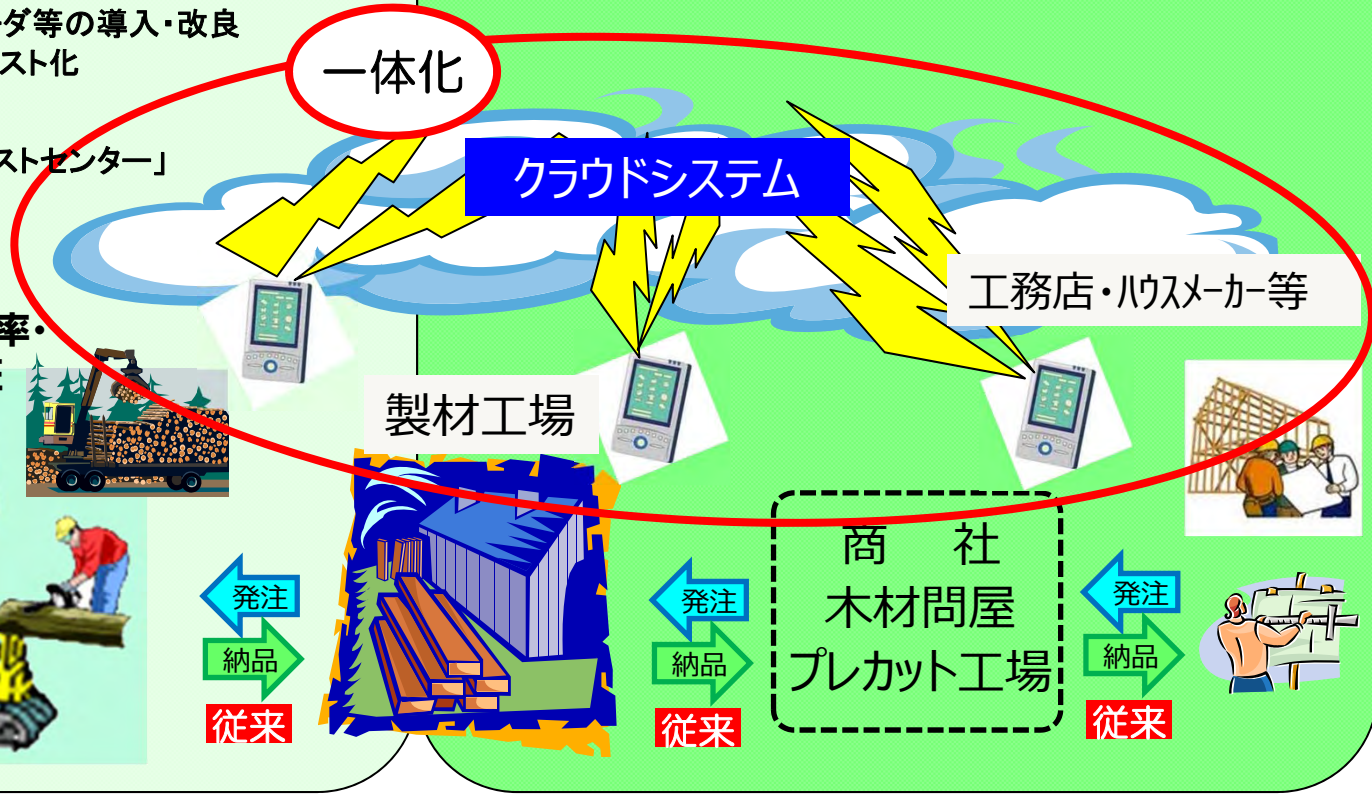 ダ等の導入・改良
スト化
ストセンター」
率・
一体化
クラウドシステム
工務店・ハウスメーカー等
製材工場
商　社
木材問屋
プレカット工場
発注
納品
従来
発注
納品
従来
発注
納品
従来